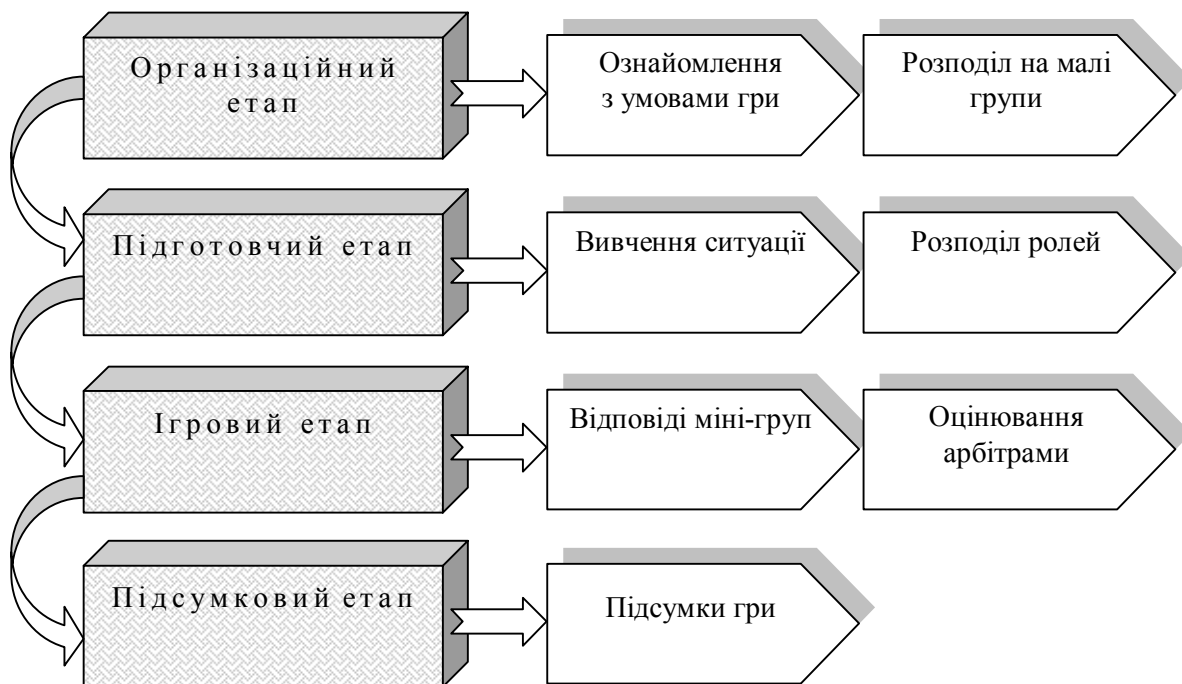 Організаційний
етап
Ознайомлення
з умовами гри
Розподіл на малі
групи
Підготовчий етап
Вивчення ситуації
Розподіл ролей
Ігровий етап
Відповіді міні-груп
Оцінювання
арбітрами
Підсумковий етап
Підсумки гри